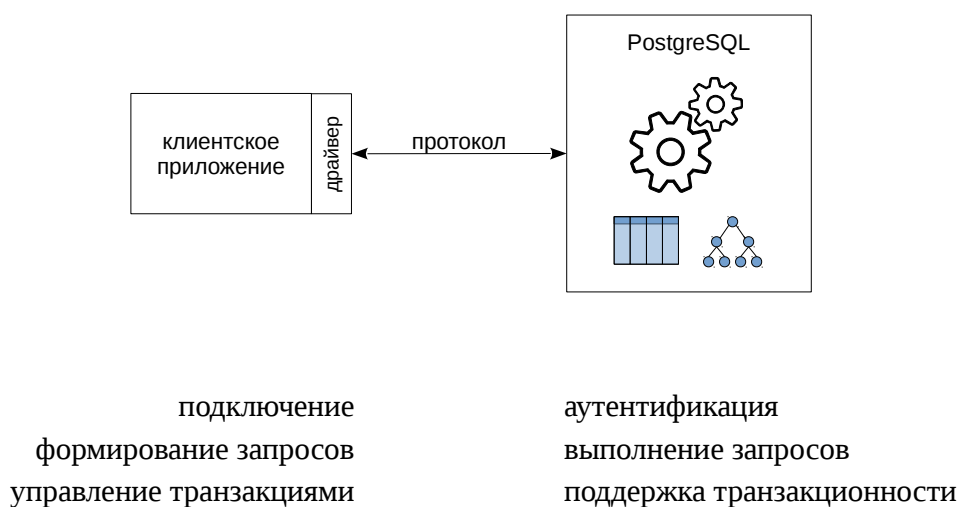 PostgreSQL
клиентское
приложение
драйвер
протокол
подключение
формирование запросов
управление транзакциями
аутентификация
выполнение запросов
поддержка транзакционности